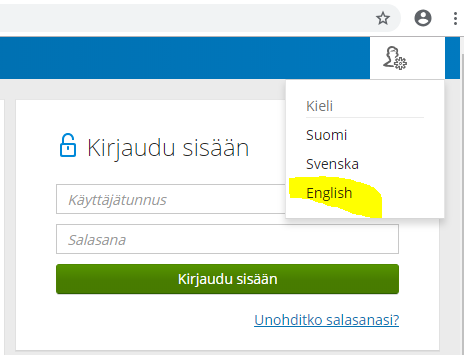 Kieli
Suomi
Svenska
English
Kirjaudu sisään
Käyttäjätunnus
Salasana
Kirjaudu sisään
Unohditko salasanasi?